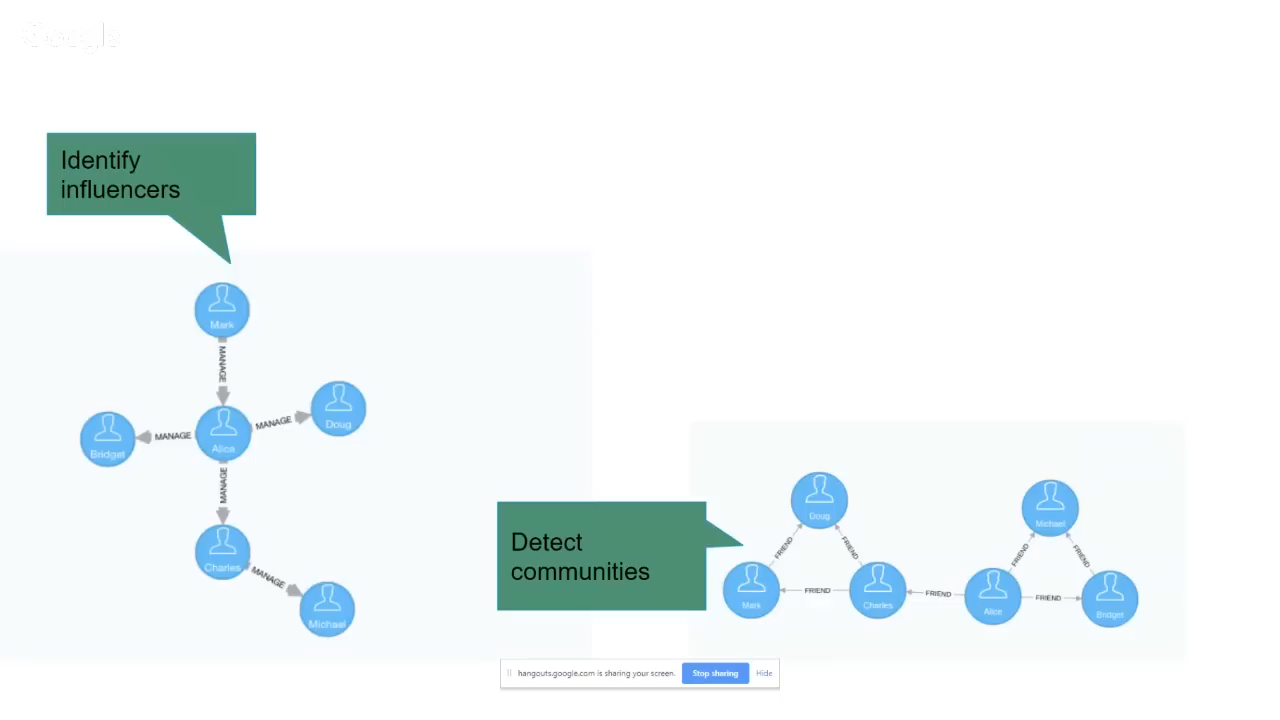 Google
Identify
influencers
Mark
MANAGE
Doug
MANAGE
Alice
MANAGE
Bridget
MANAGE
Charles
MANAGE
Michael
Detect
communities
Doug
Michael
FRIEND
FRIEND
FRIEND
FRIEND
Mark
FRIEND
Charles
FRIEND
Alice
FRIEND
Bridget
hangouts.google.com is sharing your screen.
Stop sharing
Hide